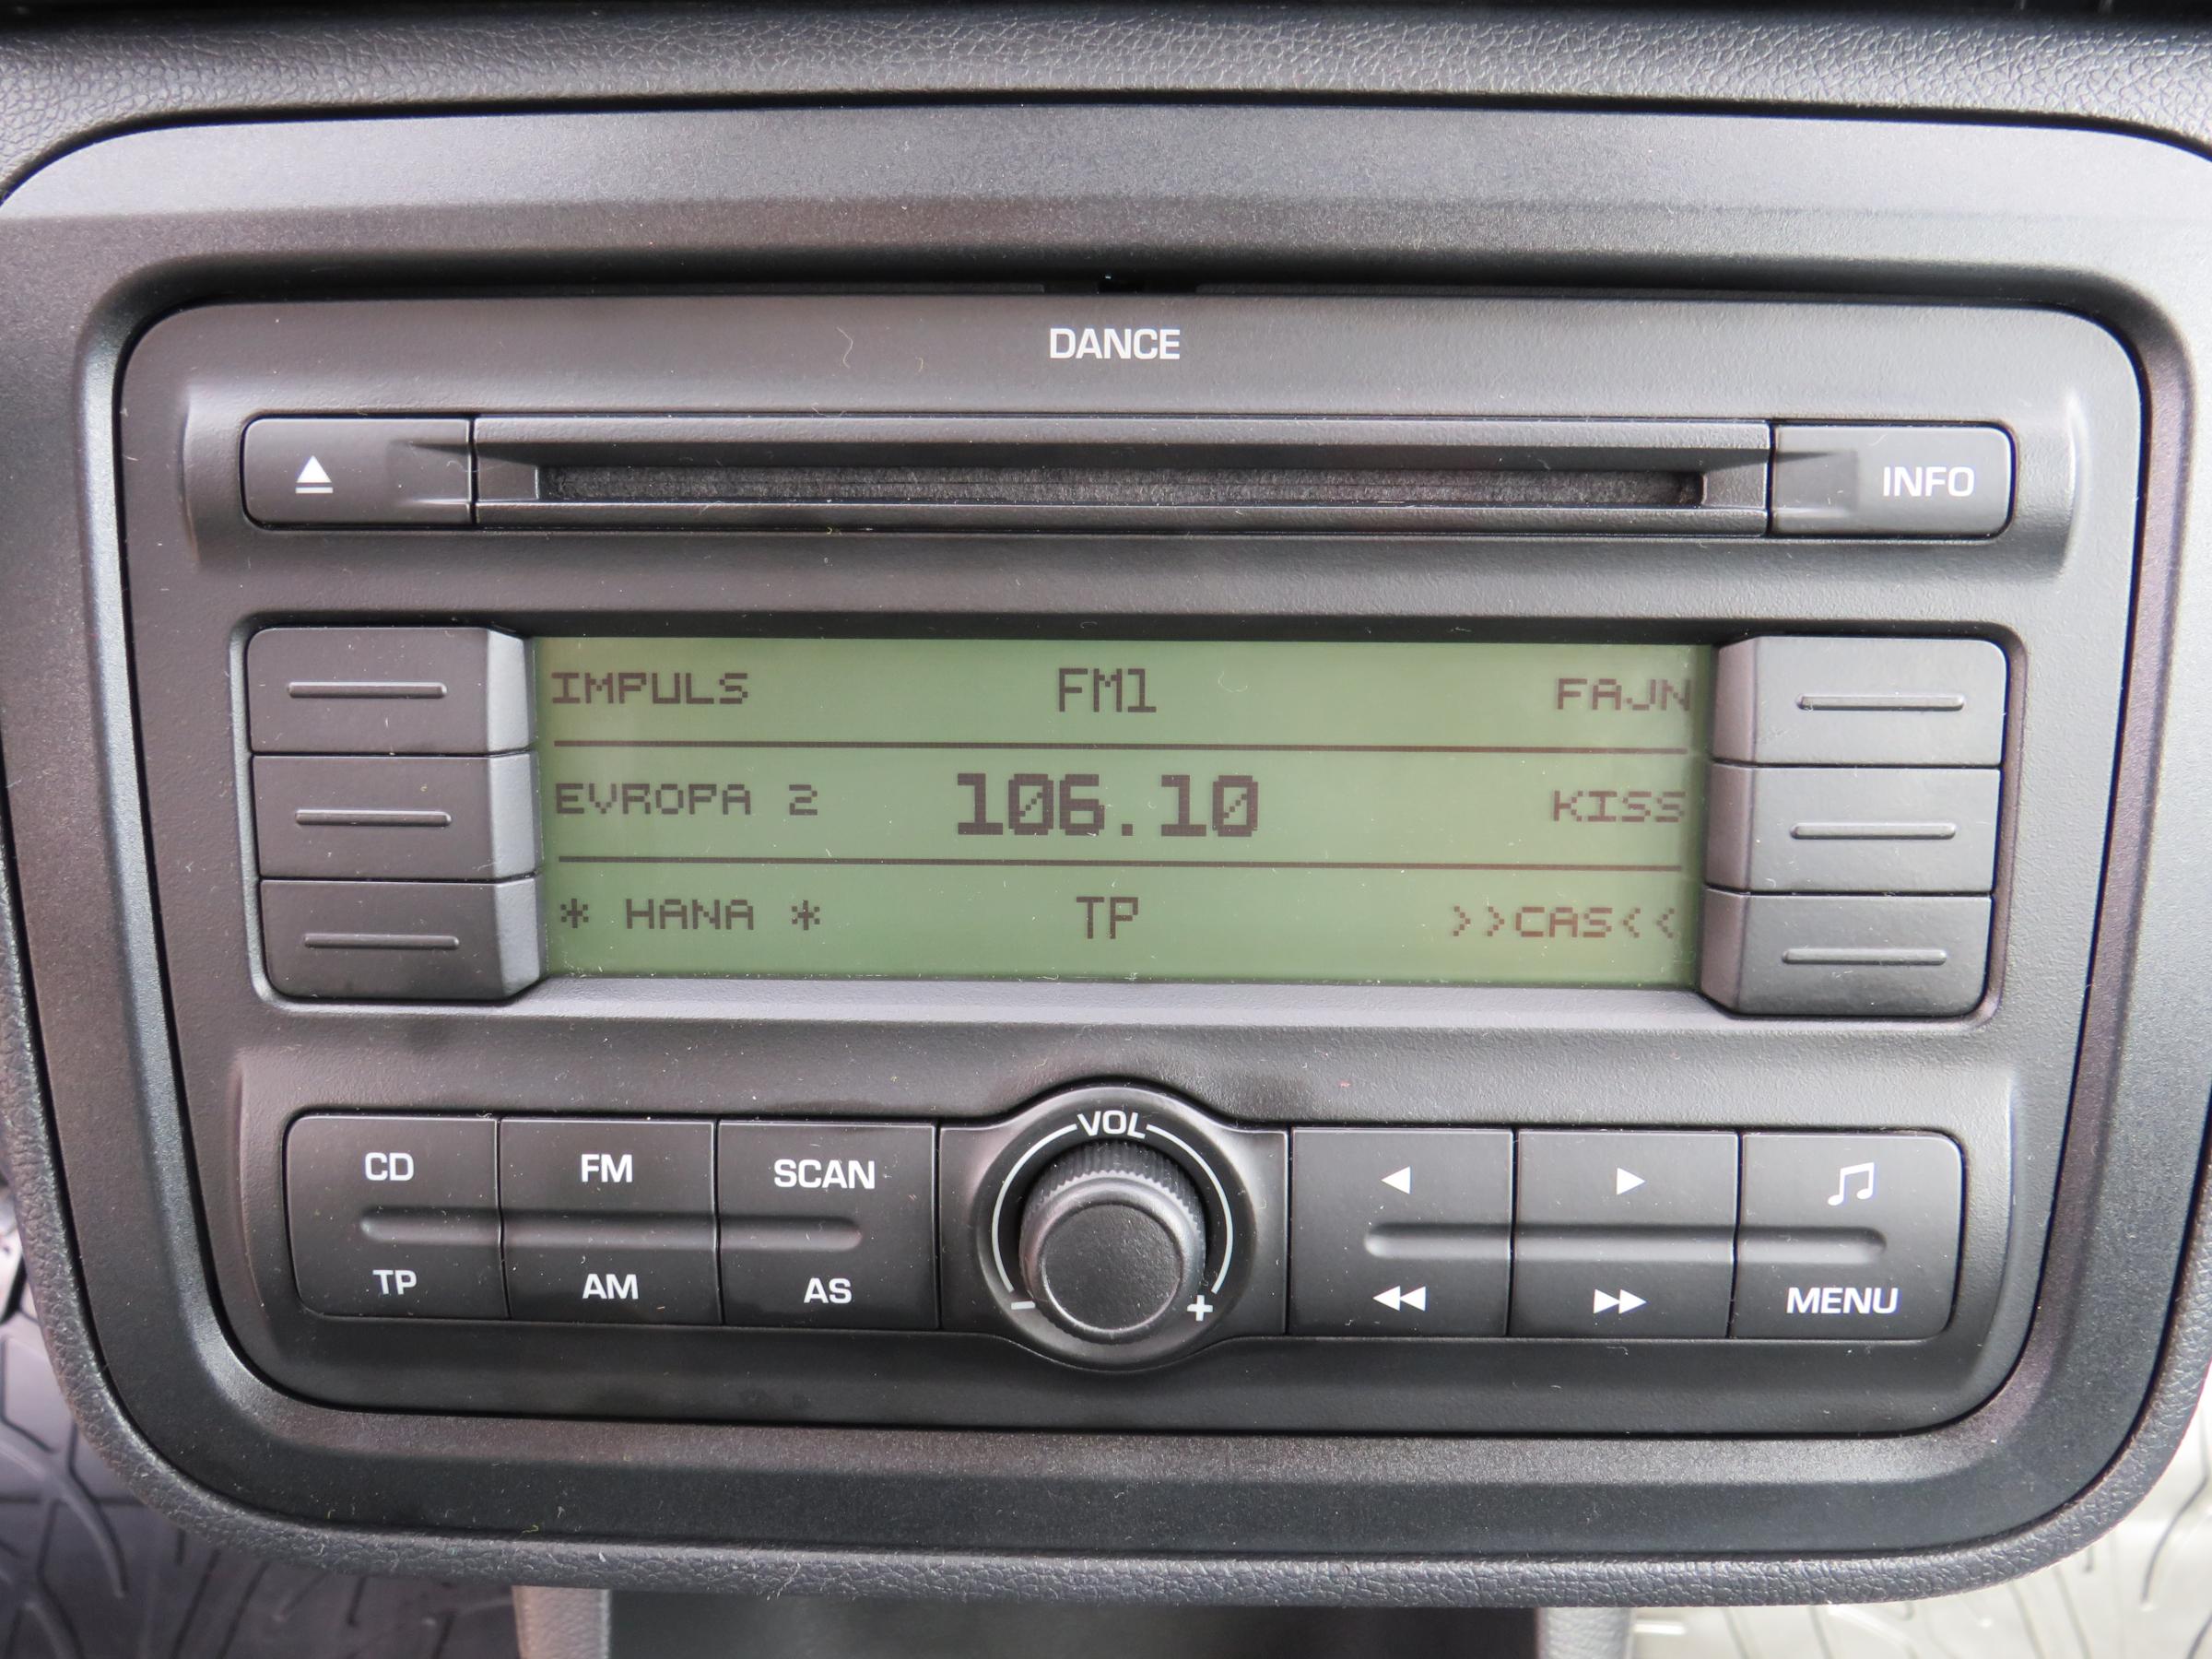 DANCE
INFO
IMPULS FM1 FAJN
EVROPA 2 106.10 KISS
* HANA * TP >>CAS<<
VOL
CD FM SCAN
- +
TP AM AS MENU